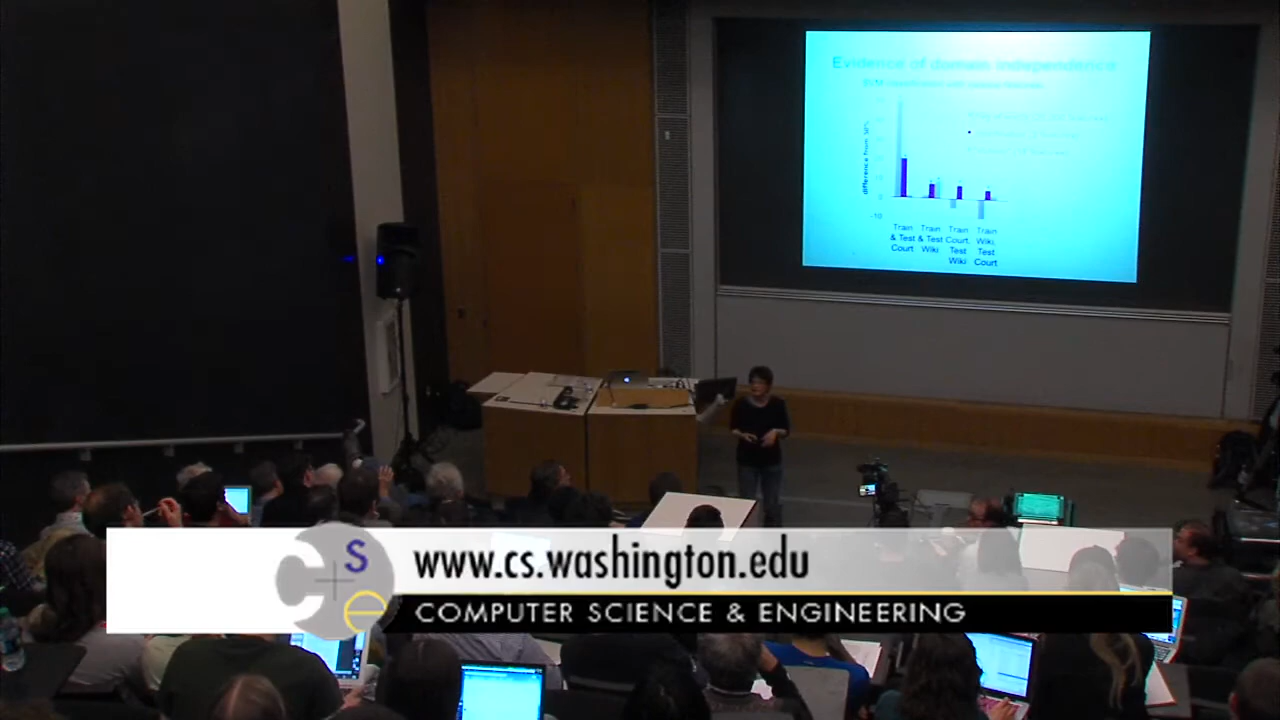 Evidence of domain independence
difference from 50%
-10
Train & Test Court
Train & Test Wiki
Train Court, Test Wiki
Train Wiki, Test Court
C S + e
www.cs.washington.edu
COMPUTER SCIENCE & ENGINEERING